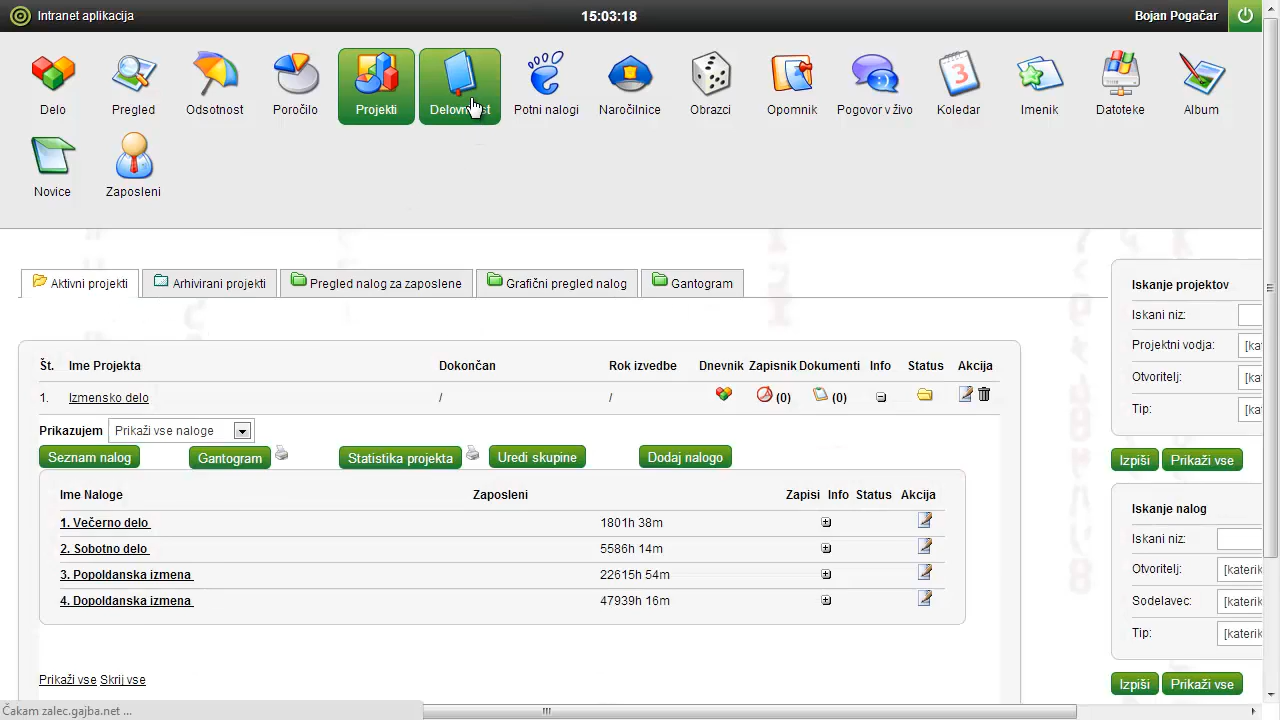 Intranet aplikacija 15:03:18 Bojan Pogačar
Delo Pregled Odsotnost Poročilo Projekti Potni nalogi Naročilnice Obrazci Opomnik Pogovor v živo Koledar Imenik Datoteke Album
Novice Zaposleni
Aktivni projekti Arhivirani projekti Pregled nalog za zaposlene Grafični pregled nalog Gantogram
Št. Ime Projekta Dokončan Rok izvedbe Dnevnik Zapisnik Dokumenti Info Status Akcija
1. Izmensko delo / / (0) (0)
Prikazujem Prikaži vse naloge
Seznam nalog Gantogram Statistika projekta Uredi skupine Dodaj nalogo
Ime Naloge Zaposleni Zapisi Info Status Akcija
1. Večerno delo 1801h 38m
2. Sobotno delo 5586h 14m
3. Popoldanska izmena 22615h 54m
4. Dopoldanska izmena 47939h 16m
Prikaži vse Skrij vse
Iskanje projektov
Iskani niz:
Projektni vodja: [ka
Otvoritelj: [ka
Tip: [ka
Izpiši Prikaži vse
Iskanje nalog
Iskani niz:
Otvoritelj: [katerik
Sodelavec: [katerik
Tip: [katerik
Izpiši Prikaži vse
Čakam zalec.gajba.net ...